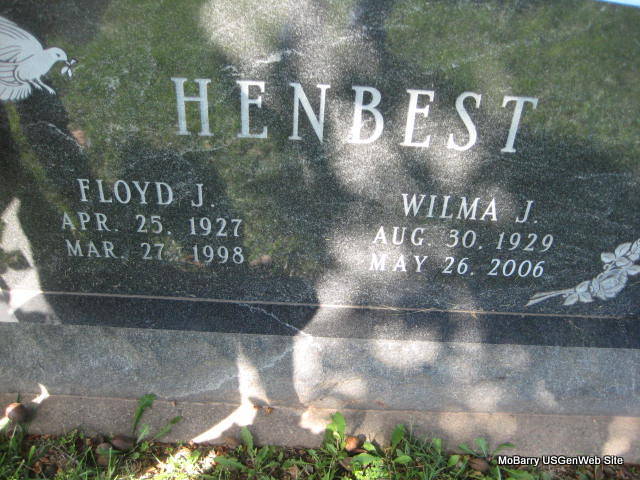 HENBEST
FLOYD J.
APR. 25. 1927
MAR. 27. 1998
WILMA J.
AUG. 30. 1929
MAY 26. 2006
MoBarry USGenWeb Site